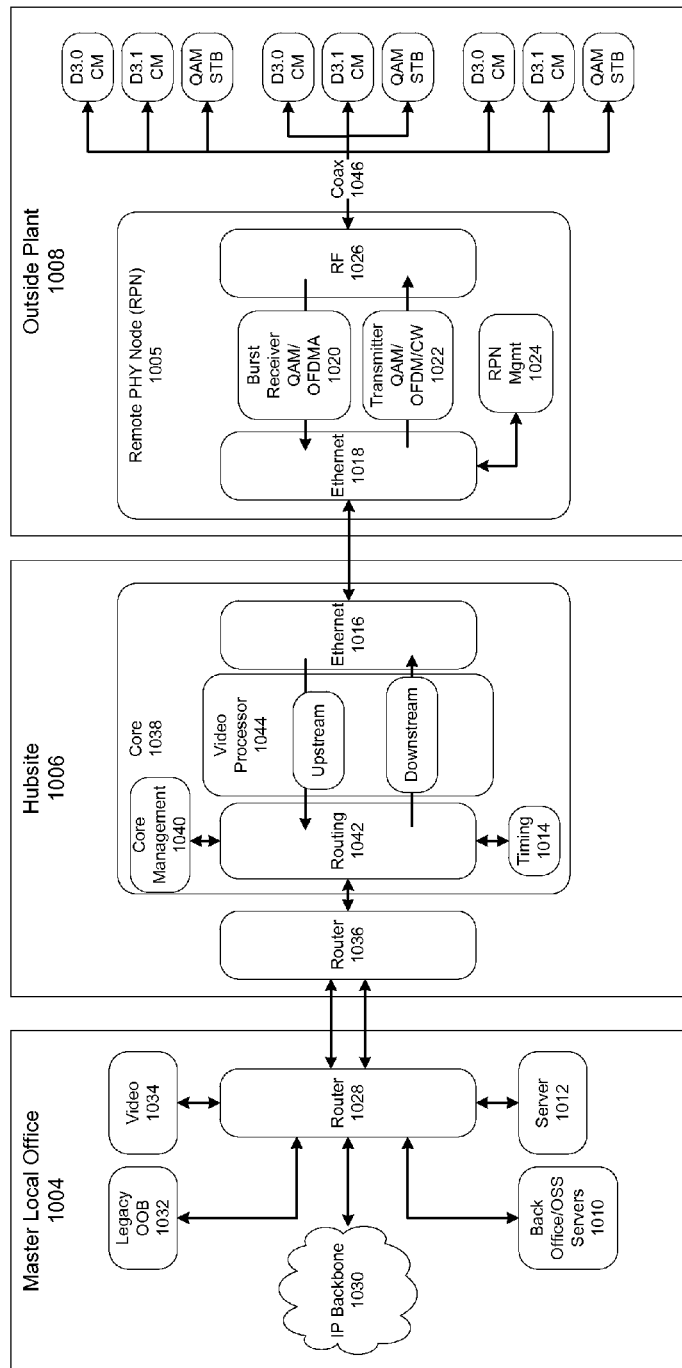 Master Local Office
1004
Legacy
OOB
1032
Video
1034
IP Backbone
1030
Router
1028
Back
Office/OSS
Servers
1010
Server
1012
Hubsite
1006
Router
1036
Core
1038
Core
Management
1040
Routing
1042
Timing
1014
Video
Processor
1044
Upstream
Downstream
Ethernet
1016
Outside Plant
1008
Remote PHY Node (RPN)
1005
Ethernet
1018
Burst
Receiver
QAM/
OFDMA
1020
Transmitter
QAM/
OFDM/CW
1022
RPN
Mgmt
1024
RF
1026
Coax
1046
D3.0
CM
D3.1
CM
QAM
STB
D3.0
CM
D3.1
CM
QAM
STB
D3.0
CM
D3.1
CM
QAM
STB